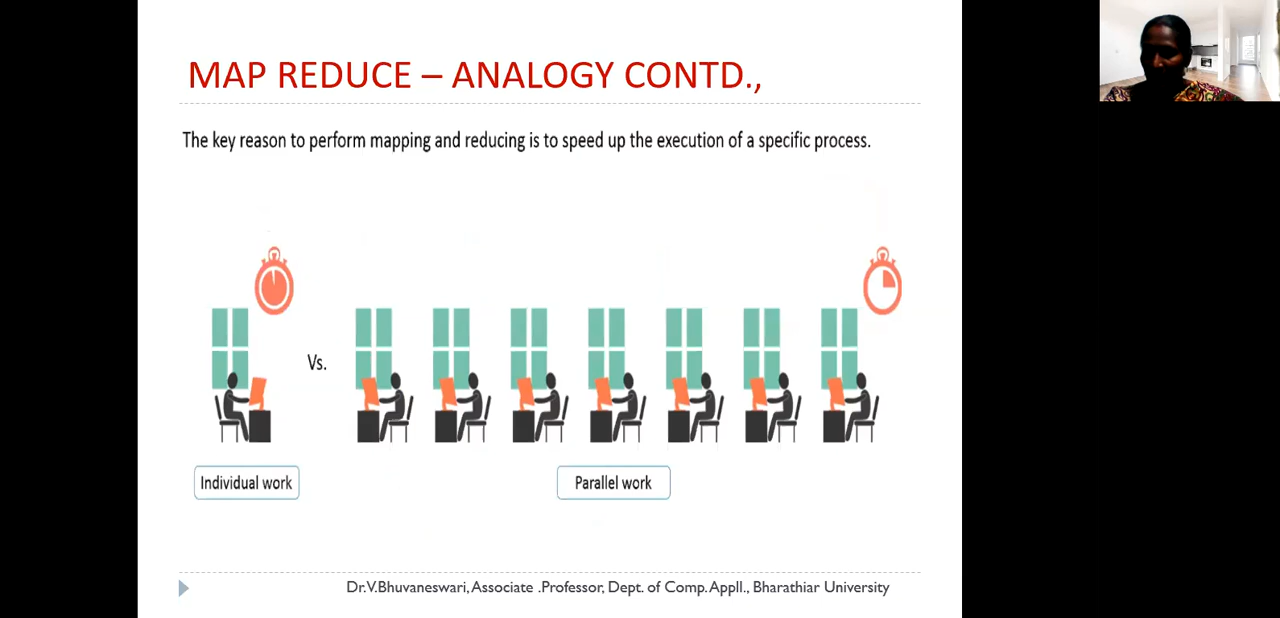 MAP REDUCE – ANALOGY CONTD.,
The key reason to perform mapping and reducing is to speed up the execution of a specific process.
Vs.
Individual work
Parallel work
Dr.V.Bhuvaneswari, Associate .Professor, Dept. of Comp. Appll., Bharathiar University